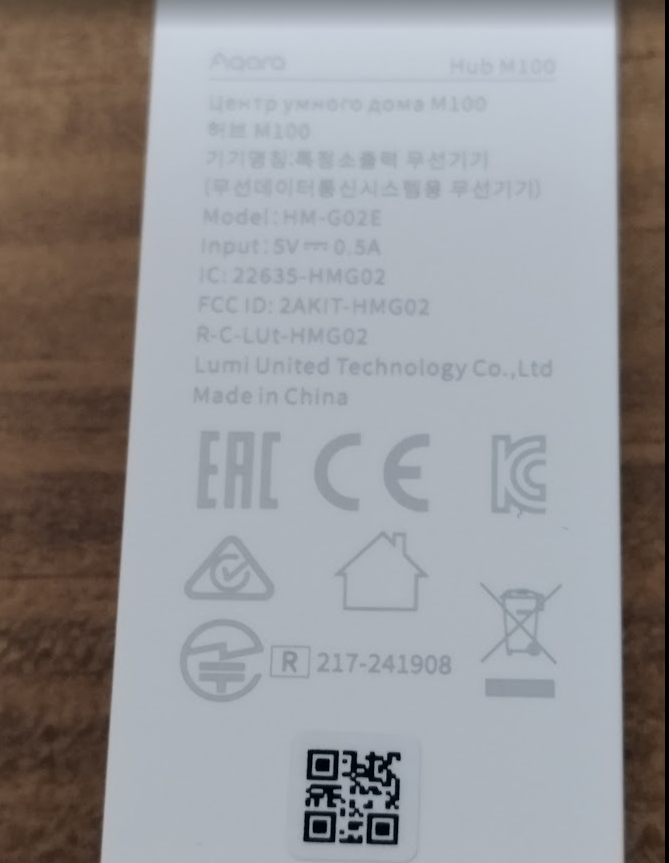 Aqara Hub M100
Центр умного дома M100
허브 M100
기기명칭:특정소출력 무선기기
(무선데이터통신시스템용 무선기기)
Model:HM-G02E
Input:5V⎓0.5A
IC: 22635-HMG02
FCC ID: 2AKIT-HMG02
R-C-LUt-HMG02
Lumi United Technology Co.,Ltd
Made in China
EAC CE KC
R 217-241908